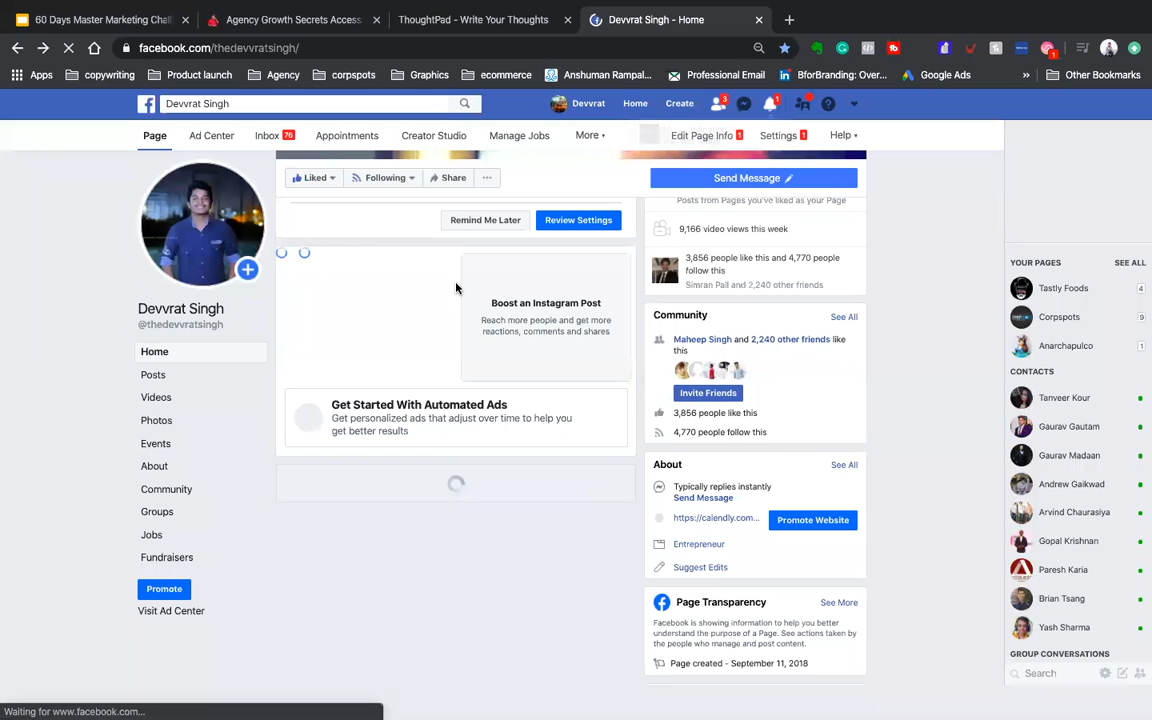 60 Days Master Marketing Chall
Agency Growth Secrets Access
ThoughtPad - Write Your Thoughts
Devvrat Singh - Home
facebook.com/thedevvratsingh/
Apps
copywriting
Product launch
Agency
corpspots
Graphics
ecommerce
Anshuman Rampal...
Professional Email
BforBranding: Over...
Google Ads
»
Other Bookmarks
Devvrat Singh
Devvrat
Home
Create
3
1
Page
Ad Center
Inbox 76
Appointments
Creator Studio
Manage Jobs
More
Edit Page Info 1
Settings 1
Help
Liked
Following
Share
...
Send Message
Remind Me Later
Review Settings
Boost an Instagram Post
Reach more people and get more
reactions, comments and shares
Get Started With Automated Ads
Get personalized ads that adjust over time to help you
get better results
Devvrat Singh
@thedevvratsingh
Home
Posts
Videos
Photos
Events
About
Community
Groups
Jobs
Fundraisers
Promote
Visit Ad Center
Posts from Pages you've liked as your Page
9,166 video views this week
3,856 people like this and 4,770 people
follow this
Simran Pall and 2,240 other friends
Community
See All
Maheep Singh and 2,240 other friends like
this
Invite Friends
3,856 people like this
4,770 people follow this
About
See All
Typically replies instantly
Send Message
https://calendly.com...
Promote Website
Entrepreneur
Suggest Edits
Page Transparency
See More
Facebook is showing information to help you better
understand the purpose of a Page. See actions taken by
the people who manage and post content.
Page created - September 11, 2018
YOUR PAGES
SEE ALL
Tastly Foods
4
Corpspots
9
Anarchapulco
1
CONTACTS
Tanveer Kour
Gaurav Gautam
Gaurav Madaan
Andrew Gaikwad
Arvind Chaurasiya
Gopal Krishnan
Paresh Karia
Brian Tsang
Yash Sharma
GROUP CONVERSATIONS
Search
Waiting for www.facebook.com...